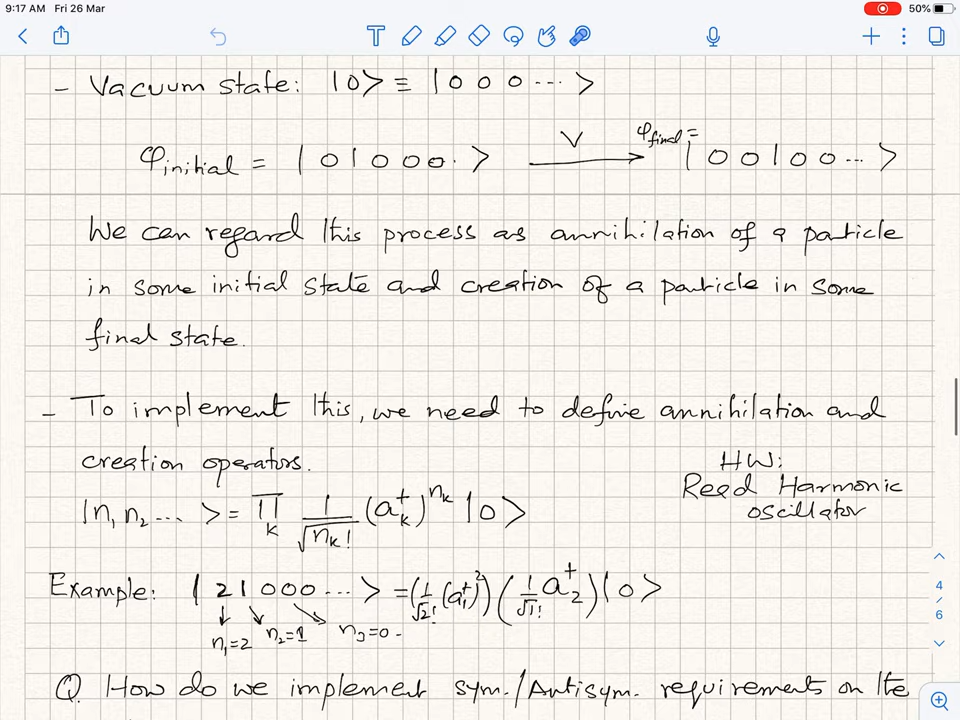 9:17 AM Fri 26 Mar 50%
- Vacuum state: |0> ≡ |0 0 0 ... >
φinitial = | 0 1 0 0 0 . > V → φfinal = | 0 0 1 0 0 ... >
We can regard this process as annihilation of a particle
in some initial state and creation of a particle in some
final state.
- To implement this, we need to define annihilation and
creation operators.
HW:
Read Harmonic
oscillator
|n₁ n₂ ... > = ∏ₖ 1/√(nₖ!) (aₖ†)^nₖ |0>
Example: | 2 1 0 0 0 ... > = (1/√2! (a₁†)²) (1/√1! a₂†) |0>
n₁=2 n₂=1 n₃=0 -
Q. How do we implement sym./Antisym. requirements on the
4
/
6